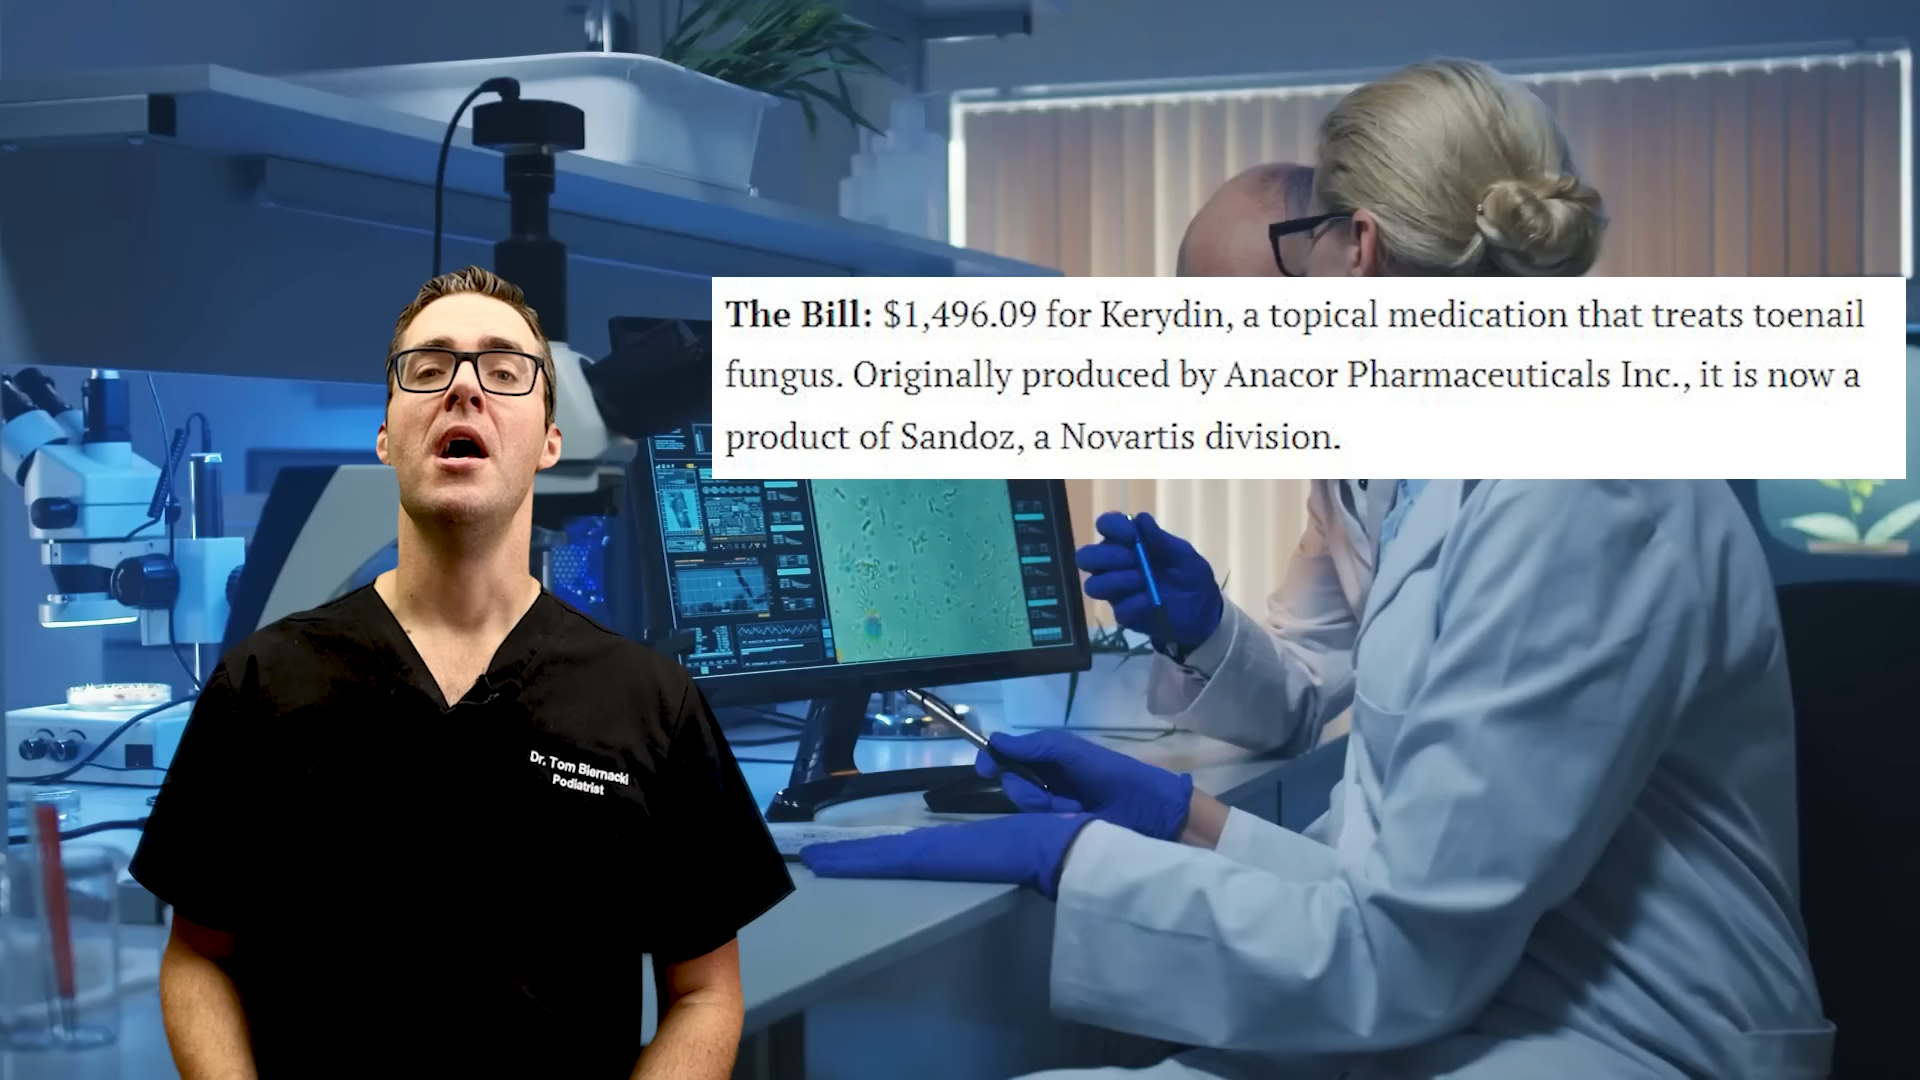 The Bill: $1,496.09 for Kerydin, a topical medication that treats toenail
fungus. Originally produced by Anacor Pharmaceuticals Inc., it is now a
product of Sandoz, a Novartis division.
Dr. Tom Biernacki
Podiatrist